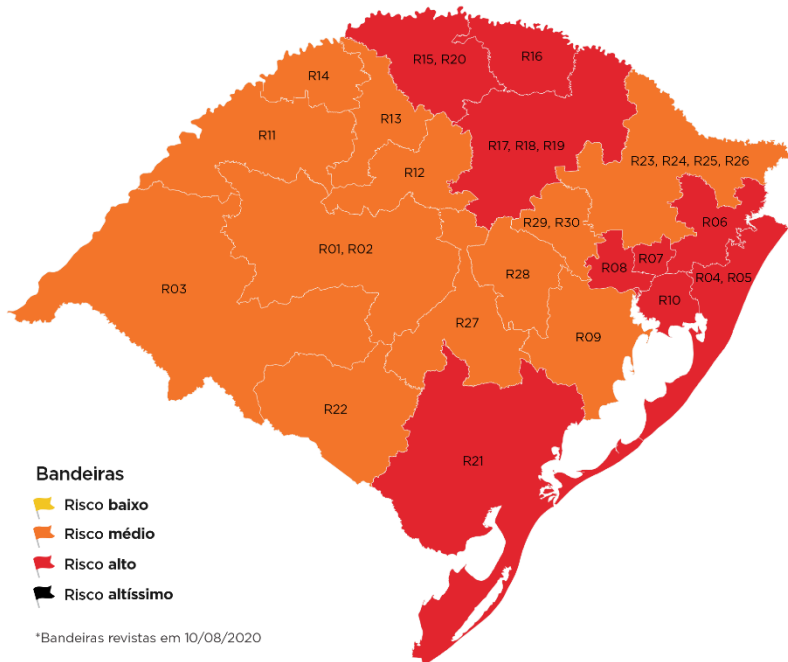 R14
R15, R20
R16
R13
R11
R17, R18, R19
R12
R23, R24, R25, R26
R29, R30
R06
R01, R02
R03
R28
R08
R07
R04, R05
R10
R27
R09
R22
R21
Bandeiras
Risco baixo
Risco médio
Risco alto
Risco altíssimo
*Bandeiras revistas em 10/08/2020